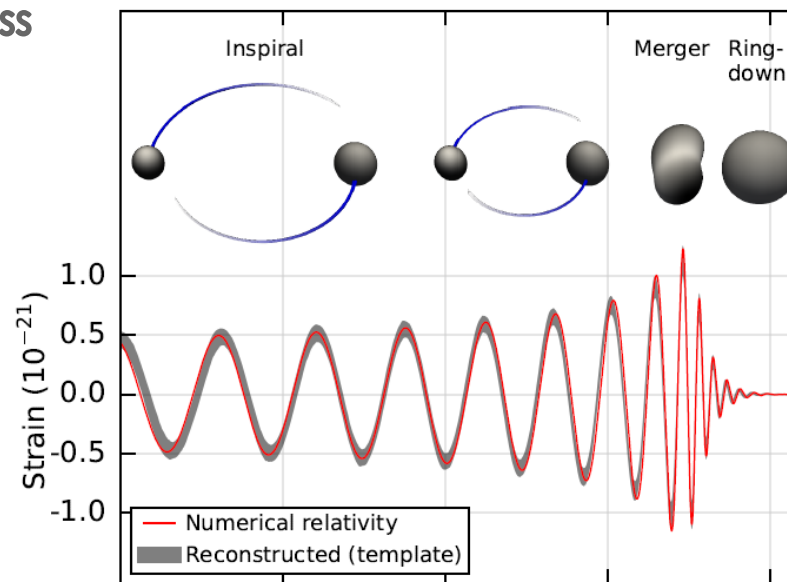 ss
Inspiral
Merger
Ring-
down
1.0
0.5
0.0
-0.5
-1.0
Strain (10⁻²¹)
Numerical relativity
Reconstructed (template)